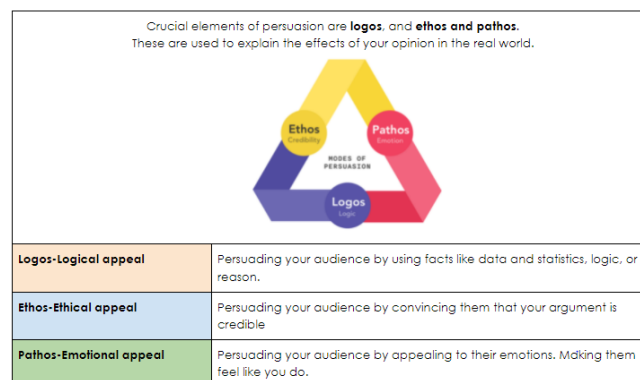 Crucial elements of persuasion are logos, and ethos and pathos.
These are used to explain the effects of your opinion in the real world.
Ethos
Credibility
Pathos
Emotion
MODES OF
PERSUASION
Logos
Logic
Logos-Logical appeal
Persuading your audience by using facts like data and statistics, logic, or
reason.
Ethos-Ethical appeal
Persuading your audience by convincing them that your argument is
credible
Pathos-Emotional appeal
Persuading your audience by appealing to their emotions. Making them
feel like you do.